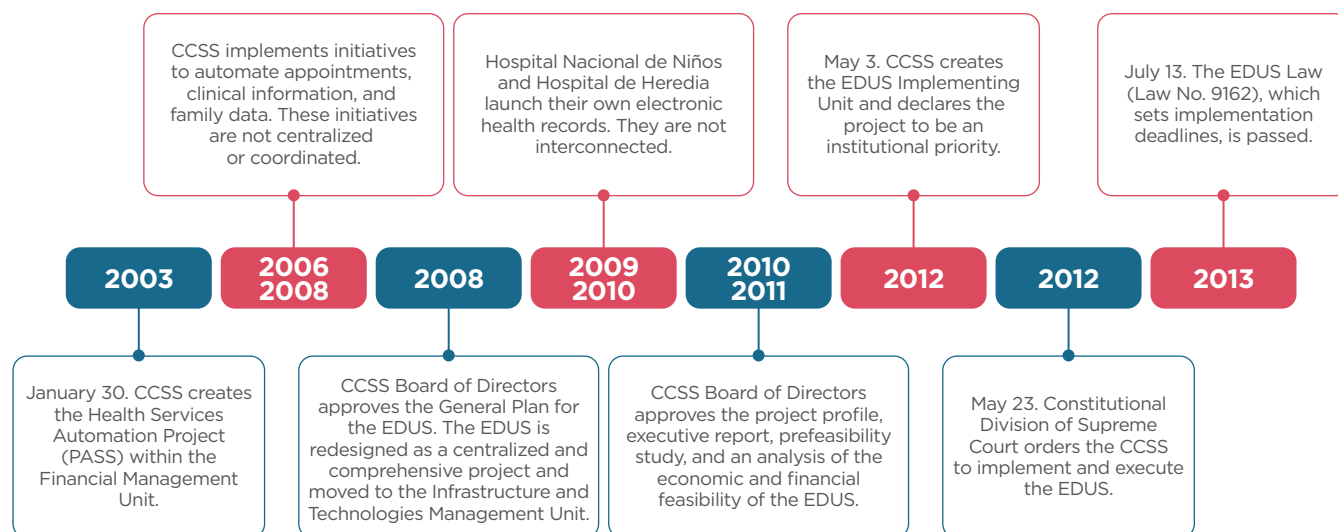 CCSS implements initiatives
to automate appointments,
clinical information, and
family data. These initiatives
are not centralized
or coordinated.
Hospital Nacional de Niños
and Hospital de Heredia
launch their own electronic
health records. They are not
interconnected.
May 3. CCSS creates
the EDUS Implementing
Unit and declares the
project to be an
institutional priority.
July 13. The EDUS Law
(Law No. 9162), which
sets implementation
deadlines, is passed.
2003
2006
2008
2008
2009
2010
2010
2011
2012
2012
2013
January 30. CCSS creates
the Health Services
Automation Project
(PASS) within the
Financial Management
Unit.
CCSS Board of Directors
approves the General Plan for
the EDUS. The EDUS is
redesigned as a centralized and
comprehensive project and
moved to the Infrastructure and
Technologies Management Unit.
CCSS Board of Directors
approves the project profile,
executive report, prefeasibility
study, and an analysis of the
economic and financial
feasibility of the EDUS.
May 23. Constitutional
Division of Supreme
Court orders the CCSS
to implement and execute
the EDUS.